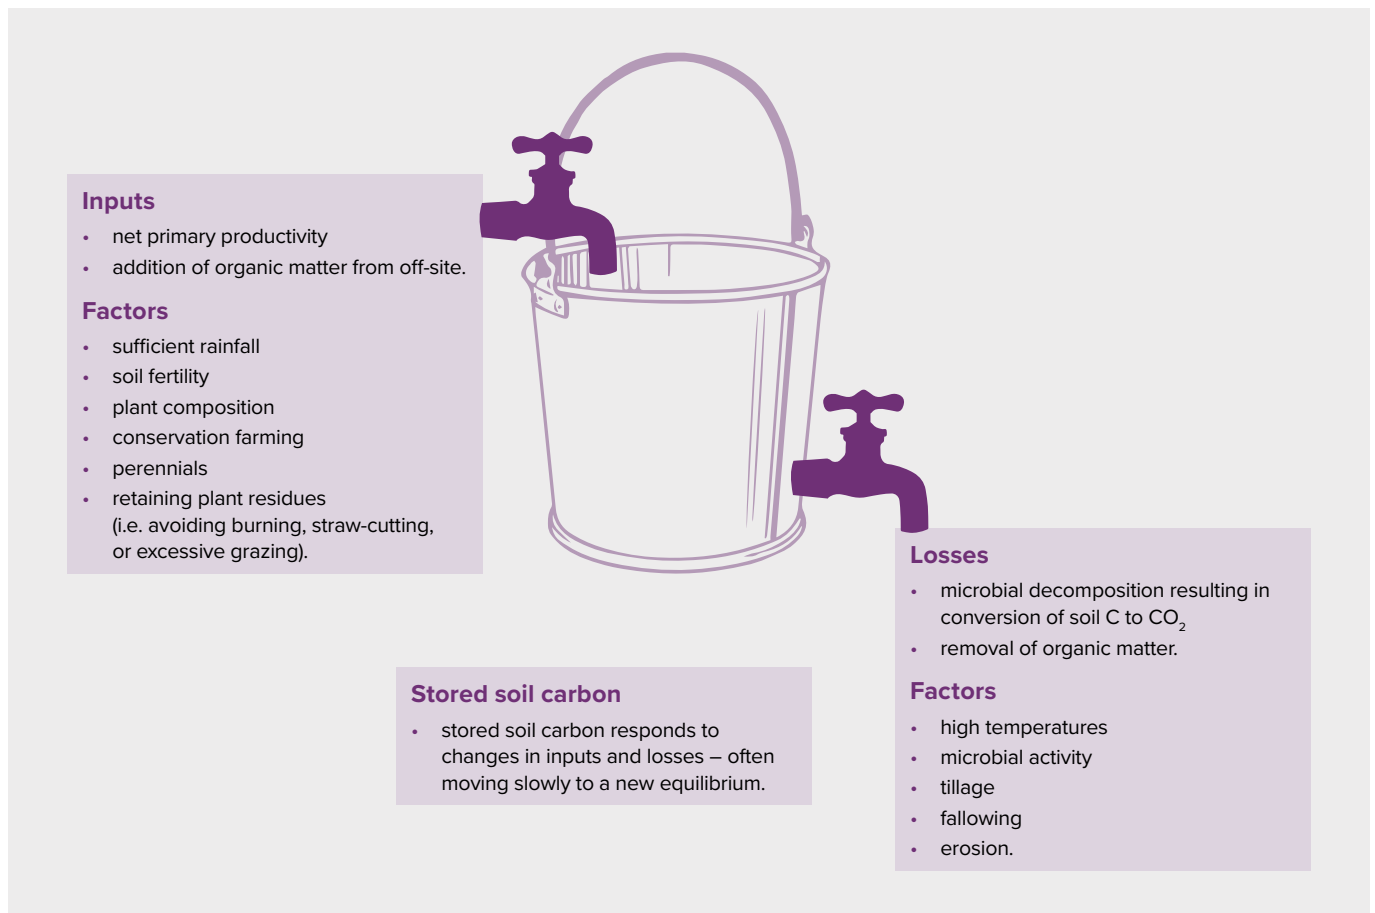 Inputs
• net primary productivity
• addition of organic matter from off-site.
Factors
• sufficient rainfall
• soil fertility
• plant composition
• conservation farming
• perennials
• retaining plant residues
(i.e. avoiding burning, straw-cutting,
or excessive grazing).
Losses
• microbial decomposition resulting in
conversion of soil C to CO₂
• removal of organic matter.
Factors
• high temperatures
• microbial activity
• tillage
• fallowing
• erosion.
Stored soil carbon
• stored soil carbon responds to
changes in inputs and losses – often
moving slowly to a new equilibrium.